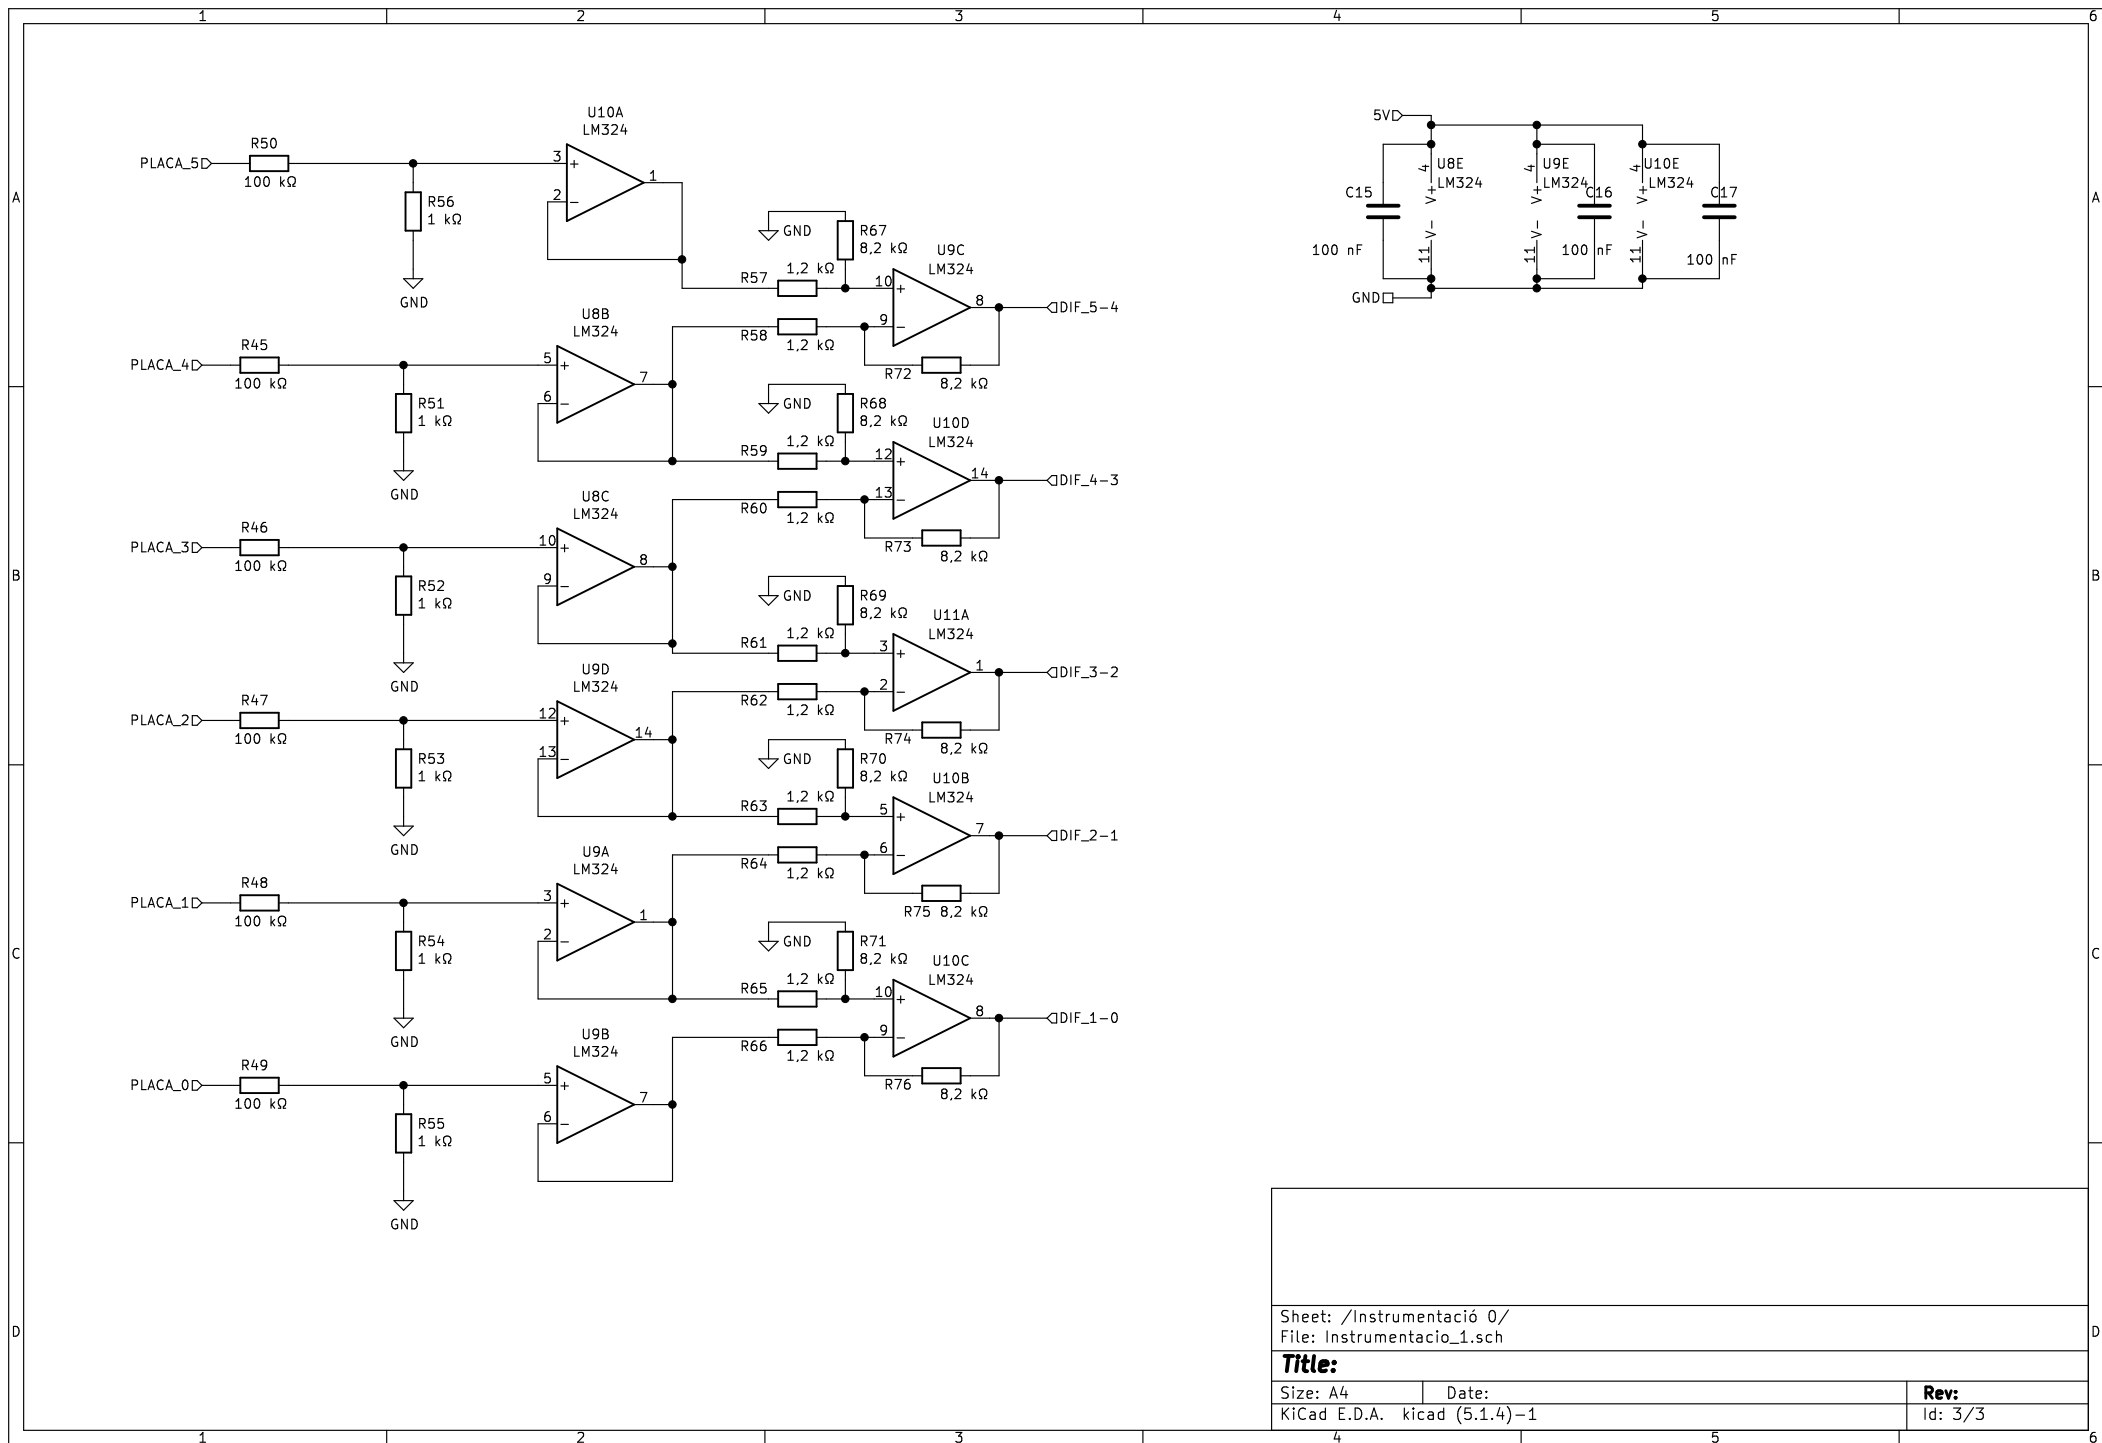 1 2 3 4 5 6
A A
B B
C C
D D
1 2 3 4 5 6
PLACA_5
R50
100 kΩ
R56
1 kΩ
GND
U10A
LM324
3 + 2 - 1
PLACA_4
R45
100 kΩ
R51
1 kΩ
GND
U8B
LM324
5 + 6 - 7
PLACA_3
R46
100 kΩ
R52
1 kΩ
GND
U8C
LM324
10 + 9 - 8
PLACA_2
R47
100 kΩ
R53
1 kΩ
GND
U9D
LM324
12 + 13 - 14
PLACA_1
R48
100 kΩ
R54
1 kΩ
GND
U9A
LM324
3 + 2 - 1
PLACA_0
R49
100 kΩ
R55
1 kΩ
GND
U9B
LM324
5 + 6 - 7
GND
R67
8,2 kΩ
R57
1,2 kΩ
R58
1,2 kΩ
U9C
LM324
10 + 9 - 8
R72
8,2 kΩ
DIF_5-4
GND
R68
8,2 kΩ
R59
1,2 kΩ
R60
1,2 kΩ
U10D
LM324
12 + 13 - 14
R73
8,2 kΩ
DIF_4-3
GND
R69
8,2 kΩ
R61
1,2 kΩ
R62
1,2 kΩ
U11A
LM324
3 + 2 - 1
R74
8,2 kΩ
DIF_3-2
GND
R70
8,2 kΩ
R63
1,2 kΩ
R64
1,2 kΩ
U10B
LM324
5 + 6 - 7
R75 8,2 kΩ
DIF_2-1
GND
R71
8,2 kΩ
R65
1,2 kΩ
R66
1,2 kΩ
U10C
LM324
10 + 9 - 8
R76
8,2 kΩ
DIF_1-0
5V
GND
C15
100 nF
U8E
LM324
4 V+
11 V-
U9E
LM324
4 V+
11 V-
C16
100 nF
U10E
LM324
4 V+
11 V-
C17
100 nF
Sheet: /Instrumentació 0/
File: Instrumentacio_1.sch
Title:
Size: A4 Date: Rev:
KiCad E.D.A. kicad (5.1.4)-1 Id: 3/3